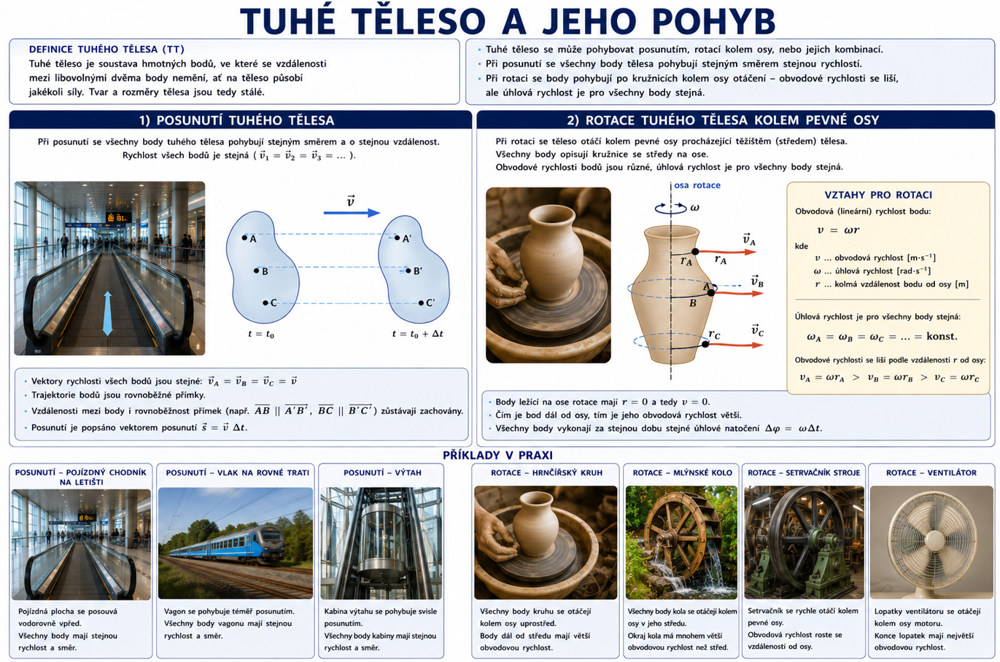 TUHÉ TĚLESO A JEHO POHYB
DEFINICE TUHÉHO TĚLESA (TT)
Tuhé těleso je soustava hmotných bodů, ve které se vzdálenosti
mezi libovolnými dvěma body nemění, ať na těleso působí
jakékoli síly. Tvar a rozměry tělesa jsou tedy stálé.
• Tuhé těleso se může pohybovat posunutím, rotací kolem osy, nebo jejich kombinací.
• Při posunutí se všechny body tělesa pohybují stejným směrem stejnou rychlostí.
• Při rotaci se body pohybují po kružnicích kolem osy otáčení – obvodové rychlosti se liší,
ale úhlová rychlost je pro všechny body stejná.
1) POSUNUTÍ TUHÉHO TĚLESA
Při posunutí se všechny body tuhého tělesa pohybují stejným směrem a o stejnou vzdálenost.
Rychlost všech bodů je stejná ( v⃗₁ = v⃗₂ = v⃗₃ = ... ).
v⃗
A
A′
B
B′
C
C′
t = t₀
t = t₀ + Δt
• Vektory rychlosti všech bodů jsou stejné: v⃗_A = v⃗_B = v⃗_C = v⃗
• Trajektorie bodů jsou rovnoběžné přímky.
• Vzdálenosti mezi body i rovnoběžnost přímek (např. A̅B̅ || A̅′B̅′, B̅C̅ || B̅′C̅′) zůstávají zachovány.
• Posunutí je popsáno vektorem posunutí s⃗ = v⃗ Δt.
2) ROTACE TUHÉHO TĚLESA KOLEM PEVNÉ OSY
Při rotaci se těleso otáčí kolem pevné osy procházející těžištěm (středem) tělesa.
Všechny body opisují kružnice se středy na ose.
Obvodové rychlosti bodů jsou různé, úhlová rychlost je pro všechny body stejná.
osa rotace
ω
v⃗_A
r_A
r_A
v⃗_B
A
B
v⃗_C
r_C
VZTAHY PRO ROTACI
Obvodová (lineární) rychlost bodu:
v = ωr
kde
v ... obvodová rychlost [m·s⁻¹]
ω ... úhlová rychlost [rad·s⁻¹]
r ... kolmá vzdálenost bodu od osy [m]
Úhlová rychlost je pro všechny body stejná:
ω_A = ω_B = ω_C = ... = konst.
Obvodové rychlosti se liší podle vzdálenosti r od osy:
v_A = ωr_A > v_B = ωr_B > v_C = ωr_C
• Body ležící na ose rotace mají r = 0 a tedy v = 0.
• Čím je bod dál od osy, tím je jeho obvodová rychlost větší.
• Všechny body vykonají za stejnou dobu stejné úhlové natočení Δφ = ωΔt.
PŘÍKLADY V PRAXI
POSUNUTÍ – POJÍZDNÝ CHODNÍK
NA LETIŠTI
Pojízdná plocha se posouvá
vodorovně vpřed.
Všechny body mají stejnou
rychlost a směr.
POSUNUTÍ – VLAK NA ROVNÉ TRATI
Vagon se pohybuje téměř posunutím.
Všechny body vagonu mají stejnou
rychlost a směr.
POSUNUTÍ – VÝTAH
Kabina výtahu se pohybuje svisle
posunutím.
Všechny body kabiny mají stejnou
rychlost a směr.
ROTACE – HRNČÍŘSKÝ KRUH
Všechny body kruhu se otáčejí
kolem osy uprostřed.
Body dál od středu mají větší
obvodovou rychlost.
ROTACE – MLÝNSKÉ KOLO
Všechny body kola se otáčejí kolem
osy v jeho středu.
Okraj kola má mnohem větší
obvodovou rychlost než střed.
ROTACE – SETRVAČNÍK STROJE
Setrvačník se rychle otáčí kolem
pevné osy.
Obvodová rychlost roste se
vzdáleností od osy.
ROTACE – VENTILÁTOR
Lopatky ventilátoru se otáčejí
kolem osy motoru.
Konce lopatek mají největší
obvodovou rychlost.